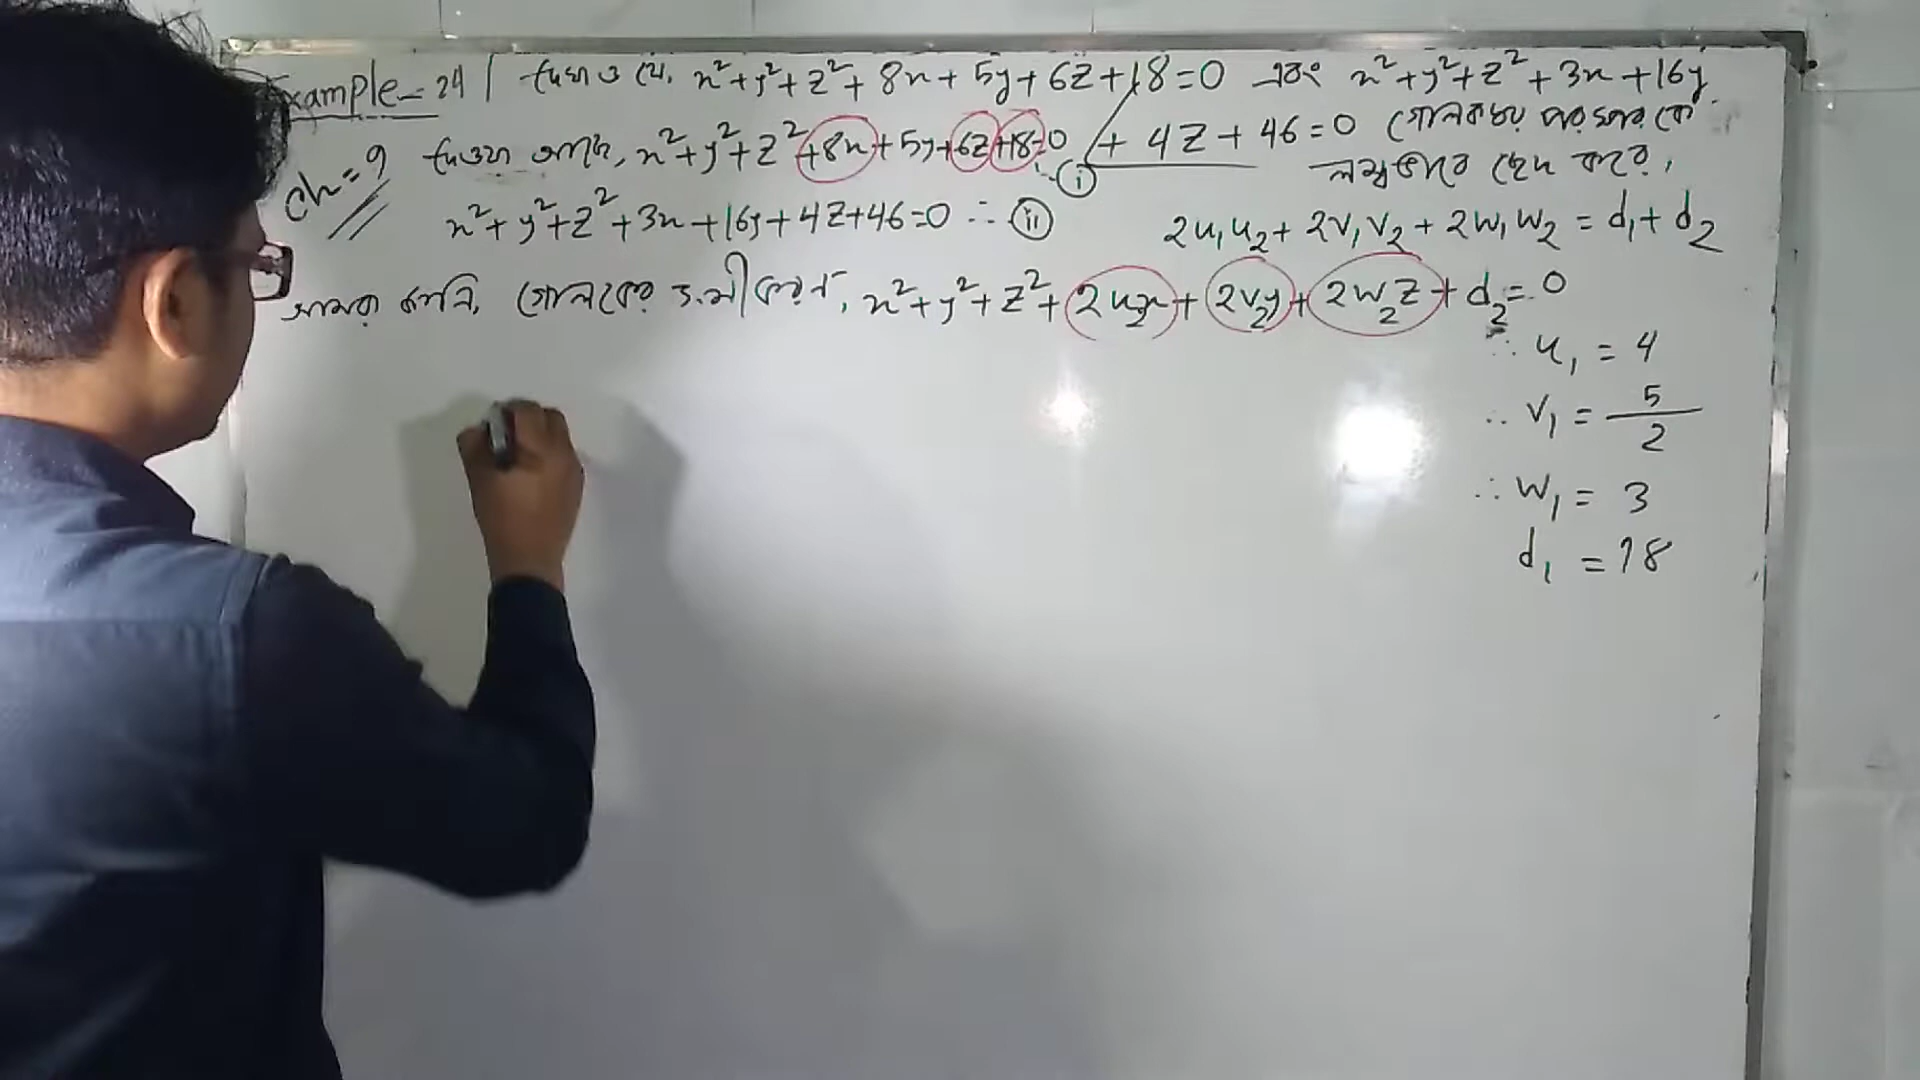 Example-24 | দেখাও যে, x²+y²+z²+8x+5y+6z+18=0 এবং x²+y²+z²+3x+16y
+4z+46=0 গোলকদ্বয় পরস্পরকে
লম্বভাবে ছেদ করে,
ch=9
দেওয়া আছে, x²+y²+z²+8x+5y+6z+18=0 ...(i)
x²+y²+z²+3x+16y+4z+46=0 ∴ (ii)
2u₁u₂+2v₁v₂+2w₁w₂=d₁+d₂
আমরা জানি, গোলকের স.মীকরণ, x²+y²+z²+2u₂x+2v₂y+2w₂z+d₂=0
∴ u₁ = 4
∴ v₁ = 5/2
∴ w₁ = 3
d₁ = 18